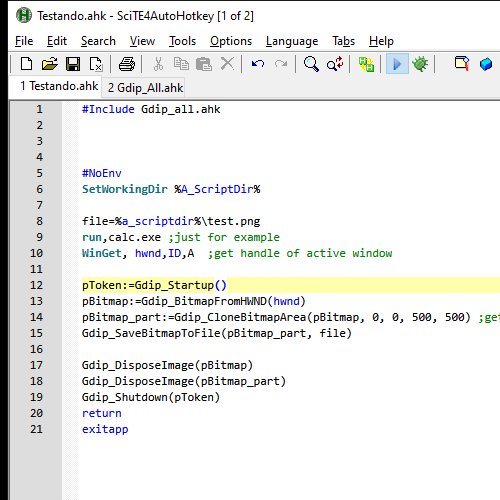 Testando.ahk - SciTE4AutoHotkey [1 of 2]
File Edit Search View Tools Options Language Tabs Help
1 Testando.ahk 2 Gdip_All.ahk
1 #Include Gdip_all.ahk
2
3
4
5 #NoEnv
6 SetWorkingDir %A_ScriptDir%
7
8 file=%a_scriptdir%\test.png
9 run,calc.exe ;just for example
10 WinGet, hwnd,ID,A ;get handle of active window
11
12 pToken:=Gdip_Startup()
13 pBitmap:=Gdip_BitmapFromHWND(hwnd)
14 pBitmap_part:=Gdip_CloneBitmapArea(pBitmap, 0, 0, 500, 500) ;get
15 Gdip_SaveBitmapToFile(pBitmap_part, file)
16
17 Gdip_DisposeImage(pBitmap)
18 Gdip_DisposeImage(pBitmap_part)
19 Gdip_Shutdown(pToken)
20 return
21 exitapp